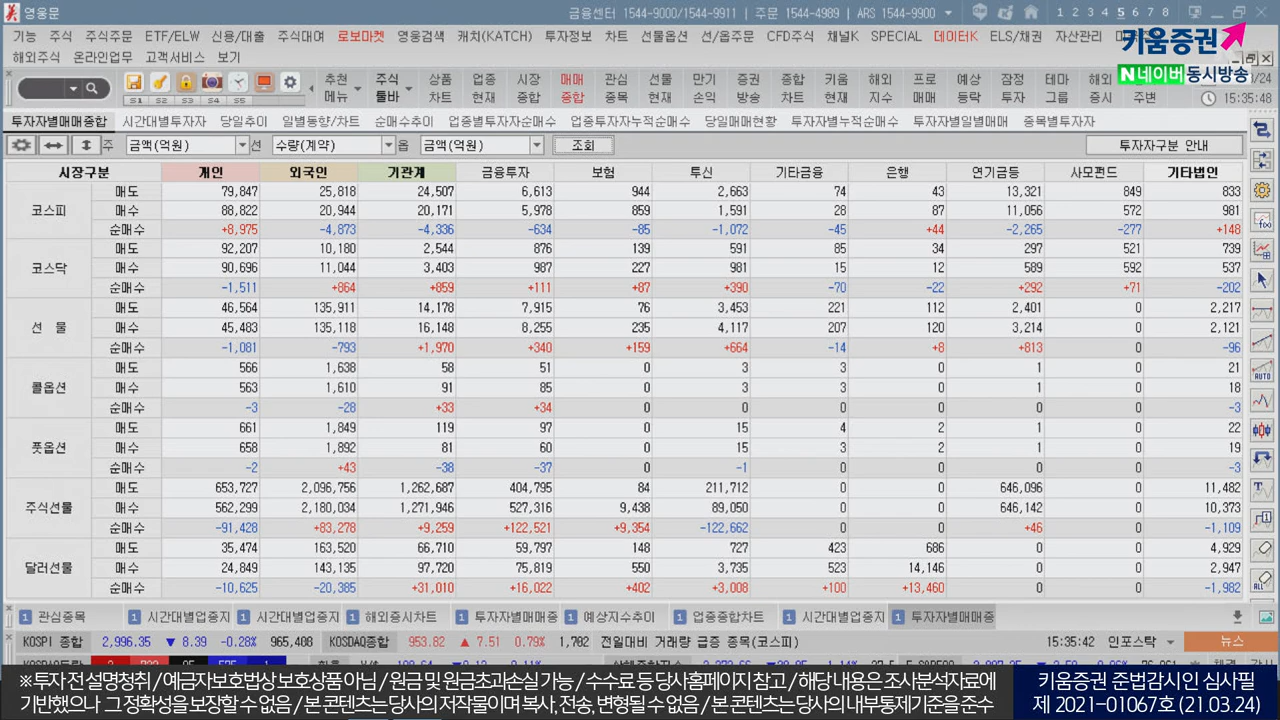 영웅문 금융센터 1544-9000/1544-9911 | 주문 1544-4989 | ARS 1544-9900 1 2 3 4 5 6 7 8
기능 주식 주식주문 ETF/ELW 신용/대출 주식대여 로보마켓 영웅검색 캐치(KATCH) 투자정보 차트 선물옵션 선/옵주문 CFD주식 채널K SPECIAL 데이터K ELS/채권 자산관리
해외주식 온라인업무 고객서비스 보기
키움증권
N네이버 동시방송
추천 메뉴 주식 툴바 상품 차트 업종 현재 시장 종합 매매 종합 관심 종목 선물 현재 만기 손익 증권 방송 종합 차트 키움 현재 해외 지수 프로 매매 예상 등락 잠정 투자 테마 그룹 해외 증시 주변
S1 S2 S3 S4 S5 15:35:48
투자자별매매종합 시간대별투자자 당일추이 일별동향/차트 순매수추이 업종별투자자순매수 업종투자자누적순매수 당일매매현황 투자자별누적순매수 투자자별일별매매 종목별투자자
주 금액(억원) 선 수량(계약) 옵 금액(억원) 조회 투자자구분 안내
시장구분 개인 외국인 기관계 금융투자 보험 투신 기타금융 은행 연기금등 사모펀드 기타법인
코스피 매도 79,847 25,818 24,507 6,613 944 2,663 74 43 13,321 849 833
매수 88,822 20,944 20,171 5,978 859 1,591 28 87 11,056 572 981
순매수 +8,975 -4,873 -4,336 -634 -85 -1,072 -45 +44 -2,265 -277 +148
코스닥 매도 92,207 10,180 2,544 876 139 591 85 34 297 521 739
매수 90,696 11,044 3,403 987 227 981 15 12 589 592 537
순매수 -1,511 +864 +859 +111 +87 +390 -70 -22 +292 +71 -202
선 물 매도 46,564 135,911 14,178 7,915 76 3,453 221 112 2,401 0 2,217
매수 45,483 135,118 16,148 8,255 235 4,117 207 120 3,214 0 2,121
순매수 -1,081 -793 +1,970 +340 +159 +664 -14 +8 +813 0 -96
콜옵션 매도 566 1,638 58 51 0 3 3 0 1 0 21
매수 563 1,610 91 85 0 3 3 0 1 0 18
순매수 -3 -28 +33 +34 0 0 0 0 0 0 -3
풋옵션 매도 661 1,849 119 97 0 15 4 2 1 0 22
매수 658 1,892 81 60 0 15 3 2 1 0 19
순매수 -2 +43 -38 -37 0 -1 0 0 0 0 -3
주식선물 매도 653,727 2,096,756 1,262,687 404,795 84 211,712 0 0 646,096 0 11,482
매수 562,299 2,180,034 1,271,946 527,316 9,438 89,050 0 0 646,142 0 10,373
순매수 -91,428 +83,278 +9,259 +122,521 +9,354 -122,662 0 0 +46 0 -1,109
달러선물 매도 35,474 163,520 66,710 59,797 148 727 423 686 0 0 4,929
매수 24,849 143,135 97,720 75,819 550 3,735 523 14,146 0 0 2,947
순매수 -10,625 -20,385 +31,010 +16,022 +402 +3,008 +100 +13,460 0 0 -1,982
1 관심종목 1 시간대별업종지 1 시간대별업종지 1 해외증시차트 1 투자자별매매종 1 예상지수추이 1 업종종합차트 1 시간대별업종지 1 투자자별매매종
KOSPI 종합 2,996.35 ▼ 8.39 -0.28% 965,408 KOSDAQ종합 953.82 ▲ 7.51 0.79% 1,702 전일대비 거래량 급증 종목(코스피) 15:35:42 인포스탁 뉴스
※ 투자 전 설명청취 / 예금자보호법상 보호상품 아님 / 원금 및 원금초과손실 가능 / 수수료 등 당사홈페이지 참고 / 해당 내용은 조사분석자료에
기반했으나 그 정확성을 보장할 수 없음 / 본 콘텐츠는 당사의 저작물이며 복사, 전송, 변형될 수 없음 / 본 콘텐츠는 당사의 내부통제기준을 준수
키움증권 준법감시인 심사필
제 2021-01067호 (21.03.24)